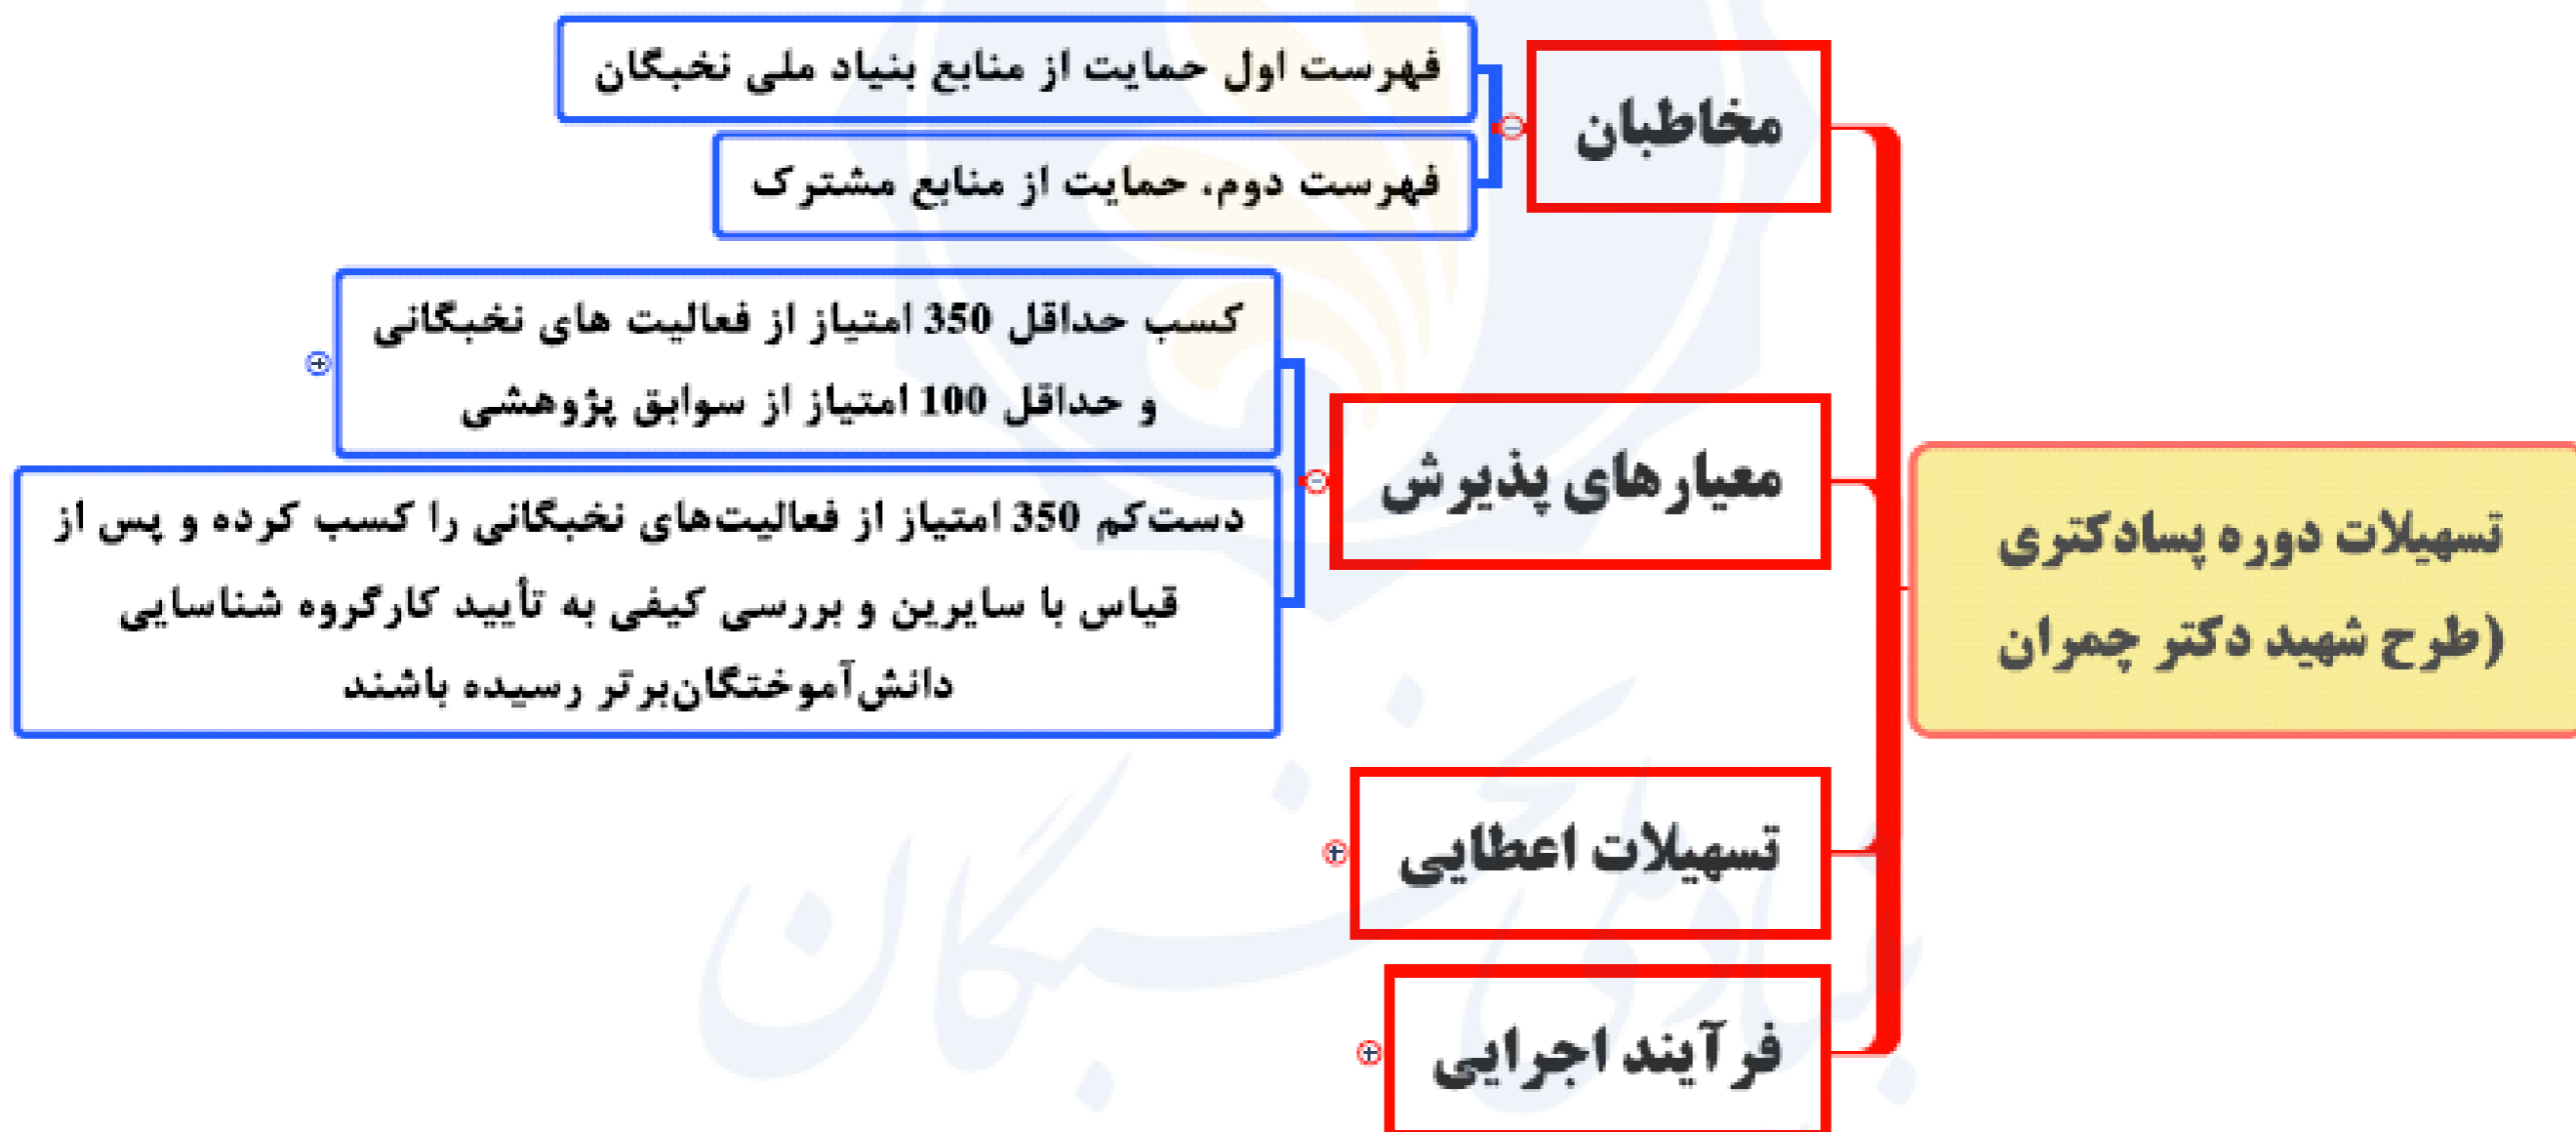 تسهیلات دوره پسادکتری
(طرح شهید دکتر چمران
مخاطبان
فهرست اول حمایت از منابع بنیاد ملی نخبگان
فهرست دوم، حمایت از منابع مشترک
معیارهای پذیرش
کسب حداقل 350 امتیاز از فعالیت های نخبگانی
و حداقل 100 امتیاز از سوابق پژوهشی
دست‌کم 350 امتیاز از فعالیت‌های نخبگانی را کسب کرده و پس از
قیاس با سایرین و بررسی کیفی به تأیید کارگروه شناسایی
دانش‌آموختگان‌برتر رسیده باشند
تسهیلات اعطایی
فرآیند اجرایی
بنیاد ملی نخبگان